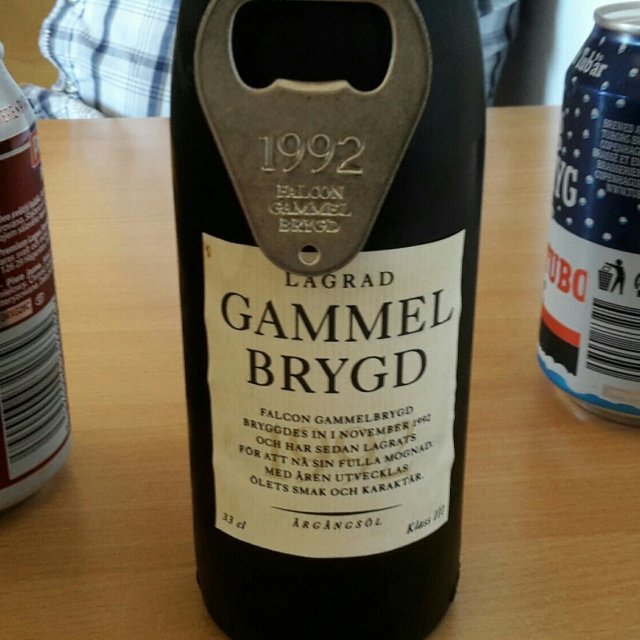 1992
FALCON
GAMMEL
BRYGD
LAGRAD
GAMMEL
BRYGD
FALCON GAMMELBRYGD
BRYGGDES IN I NOVEMBER 1992
OCH HAR SEDAN LAGRATS
FÖR ATT NÅ SIN FULLA MOGNAD.
MED ÅREN UTVECKLAS
ÖLETS SMAK OCH KARAKTÄR.
ÅRGÅNGSÖL
33 cl
Klass III